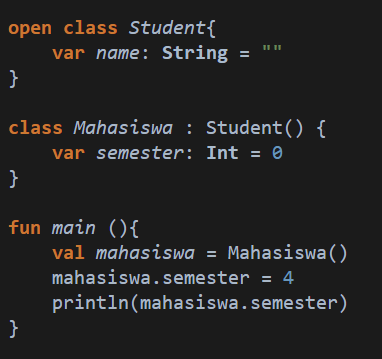 open class Student{
    var name: String = ""
}

class Mahasiswa : Student() {
    var semester: Int = 0
}

fun main (){
    val mahasiswa = Mahasiswa()
    mahasiswa.semester = 4
    println(mahasiswa.semester)
}